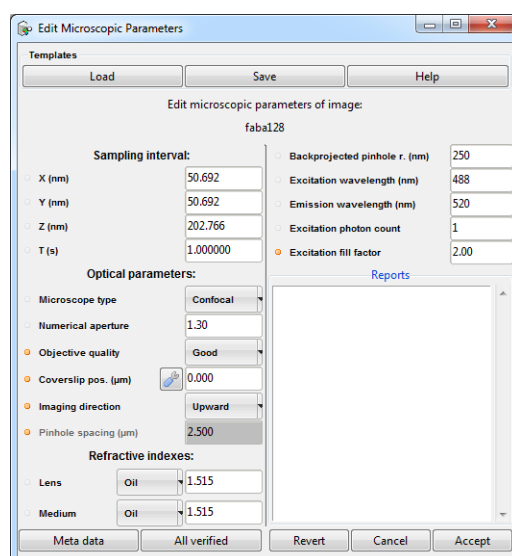 Edit Microscopic Parameters
Templates
Load Save Help
Edit microscopic parameters of image:
faba128
Sampling interval:
X (nm) 50.692
Y (nm) 50.692
Z (nm) 202.766
T (s) 1.000000
Optical parameters:
Microscope type Confocal
Numerical aperture 1.30
Objective quality Good
Coverslip pos. (µm) 0.000
Imaging direction Upward
Pinhole spacing (µm) 2.500
Refractive indexes:
Lens Oil 1.515
Medium Oil 1.515
Backprojected pinhole r. (nm) 250
Excitation wavelength (nm) 488
Emission wavelength (nm) 520
Excitation photon count 1
Excitation fill factor 2.00
Reports
Meta data All verified Revert Cancel Accept